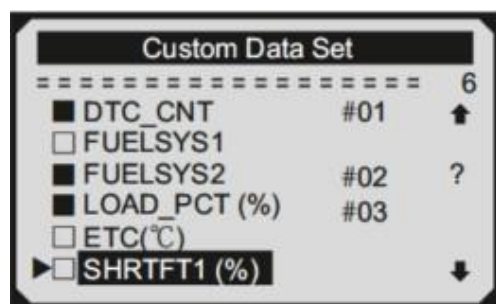 Custom Data Set
====================
6
■ DTC_CNT #01
□ FUELSYS1
■ FUELSYS2 #02 ?
■ LOAD_PCT (%) #03
□ ETC(℃)
▶□ SHRTFT1 (%)